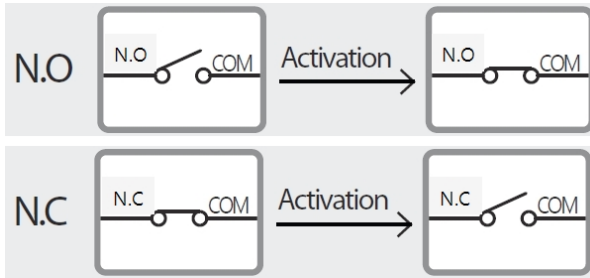 N.O
N.O COM
Activation
N.O COM
N.C
N.C COM
Activation
N.C COM